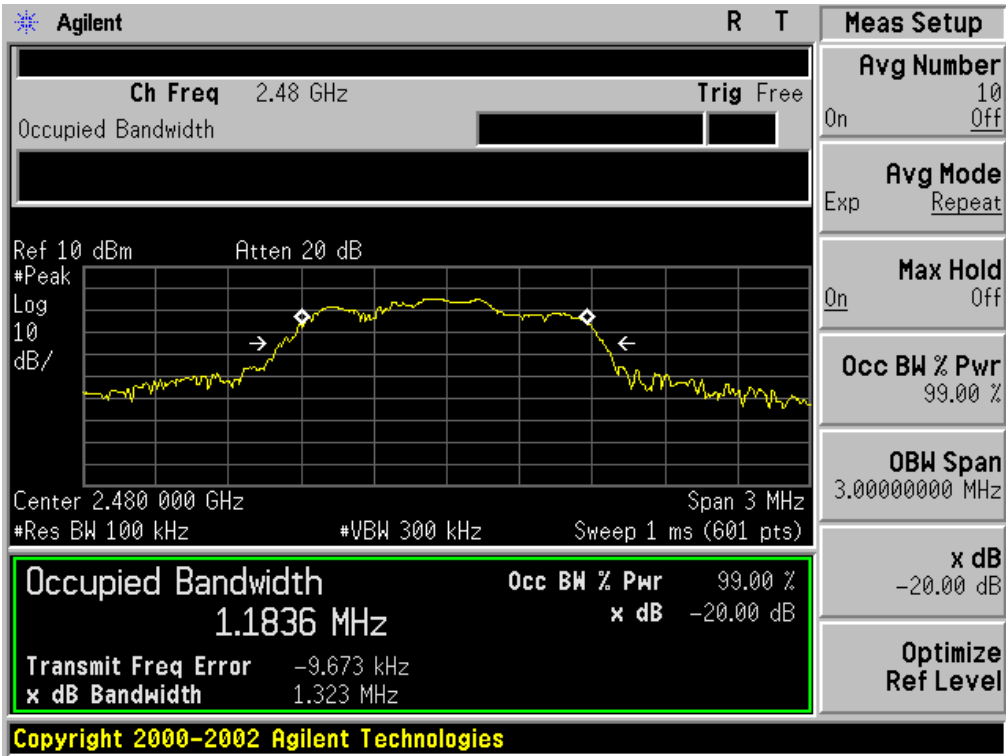 Agilent R T
Ch Freq 2.48 GHz Trig Free
Occupied Bandwidth
Ref 10 dBm Atten 20 dB
#Peak
Log
10
dB/
Center 2.480 000 GHz Span 3 MHz
#Res BW 100 kHz #VBW 300 kHz Sweep 1 ms (601 pts)
Occupied Bandwidth Occ BW % Pwr 99.00 %
1.1836 MHz x dB -20.00 dB
Transmit Freq Error -9.673 kHz
x dB Bandwidth 1.323 MHz
Copyright 2000-2002 Agilent Technologies
Meas Setup
Avg Number
10
On Off
Avg Mode
Exp Repeat
Max Hold
On Off
Occ BW % Pwr
99.00 %
OBW Span
3.00000000 MHz
x dB
-20.00 dB
Optimize
Ref Level